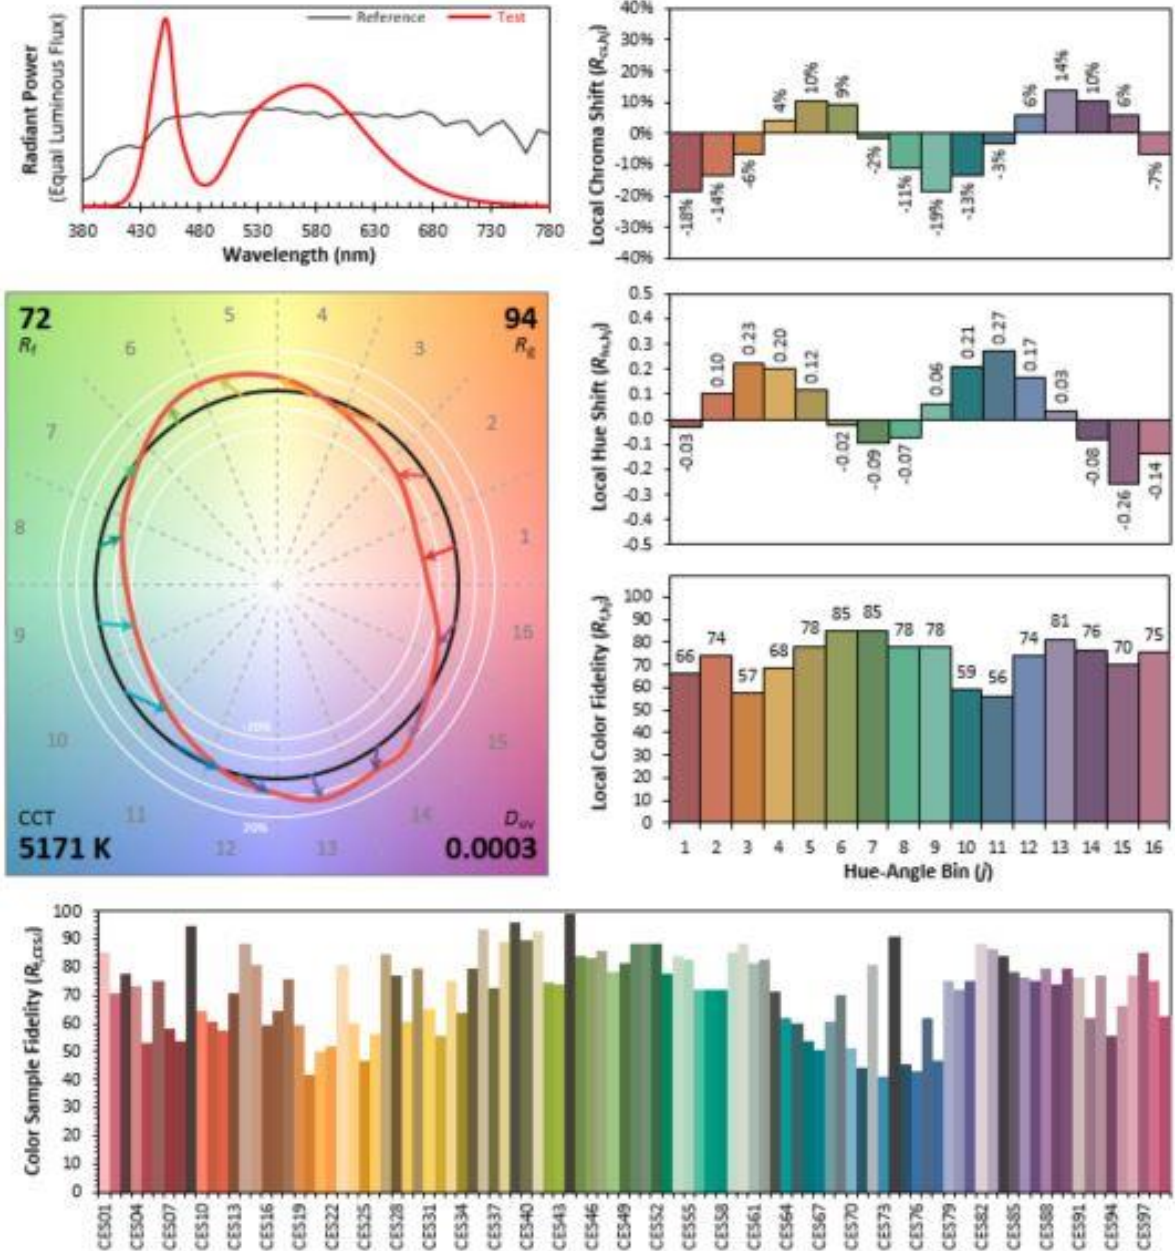 Reference Test
Radiant Power
(Equal Luminous Flux)
380 430 480 530 580 630 680 730 780
Wavelength (nm)
Local Chroma Shift (Rcs,hj)
40%
30%
20%
10%
0%
-10%
-20%
-30%
-40%
-18% -14% -6% 4% 10% 9% -2% -11% -19% -13% -3% 6% 14% 10% 6% -7%
72
Rf
94
Rg
5 4
6 3
7 2
8 1
9 16
10 15
11 14
12 13
-20%
20%
CCT
5171 K
Duv
0.0003
Local Hue Shift (Rhs,hj)
0.5
0.4
0.3
0.2
0.1
0.0
-0.1
-0.2
-0.3
-0.4
-0.5
-0.03 0.10 0.23 0.20 0.12 -0.02 -0.09 -0.07 0.06 0.21 0.27 0.17 0.03 -0.08 -0.26 -0.14
Local Color Fidelity (Rf,hj)
100
90
80
70
60
50
40
30
20
10
0
66 74 57 68 78 85 85 78 78 59 56 74 81 76 70 75
1 2 3 4 5 6 7 8 9 10 11 12 13 14 15 16
Hue-Angle Bin (j)
Color Sample Fidelity (Rf,CESi)
100
90
80
70
60
50
40
30
20
10
0
CES01 CES04 CES07 CES10 CES13 CES16 CES19 CES22 CES25 CES28 CES31 CES34 CES37 CES40 CES43 CES46 CES49 CES52 CES55 CES58 CES61 CES64 CES67 CES70 CES73 CES76 CES79 CES82 CES85 CES88 CES91 CES94 CES97